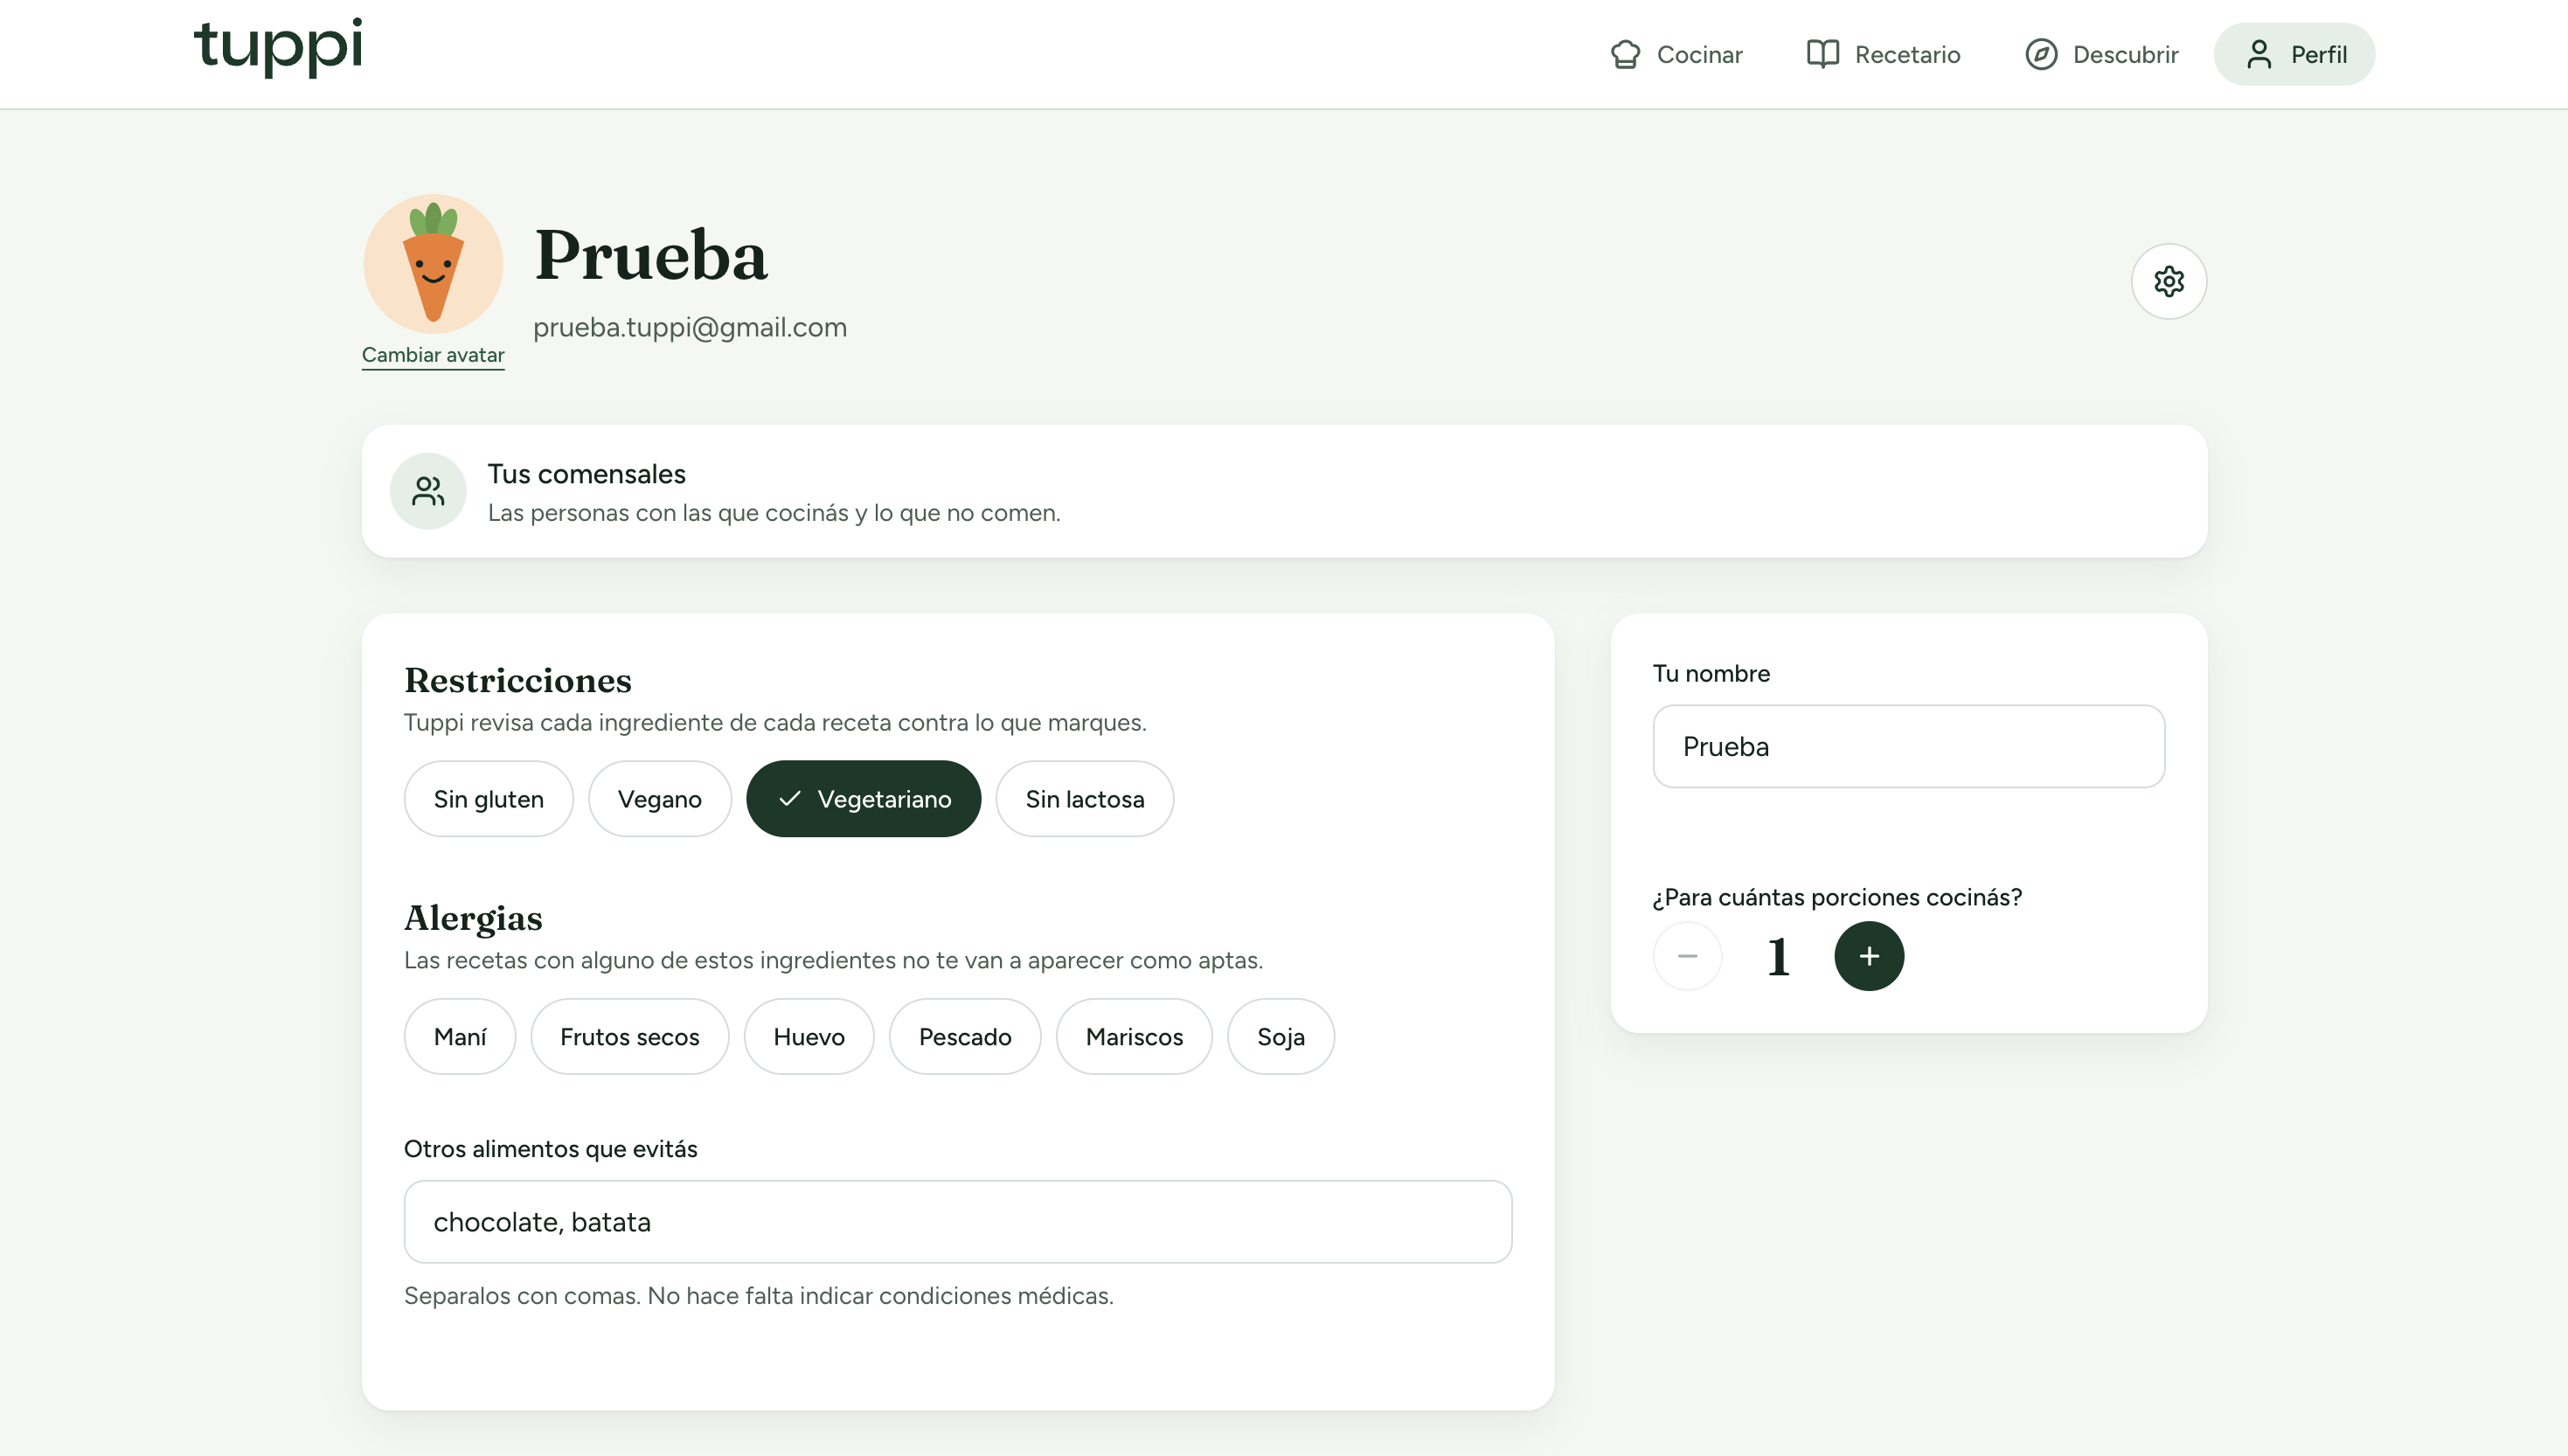 tuppi
Cocinar
Recetario
Descubrir
Perfil
Prueba
prueba.tuppi@gmail.com
Cambiar avatar
Tus comensales
Las personas con las que cocinás y lo que no comen.
Restricciones
Tuppi revisa cada ingrediente de cada receta contra lo que marques.
Sin gluten
Vegano
Vegetariano
Sin lactosa
Alergias
Las recetas con alguno de estos ingredientes no te van a aparecer como aptas.
Maní
Frutos secos
Huevo
Pescado
Mariscos
Soja
Otros alimentos que evitás
chocolate, batata
Separalos con comas. No hace falta indicar condiciones médicas.
Tu nombre
Prueba
¿Para cuántas porciones cocinás?
1